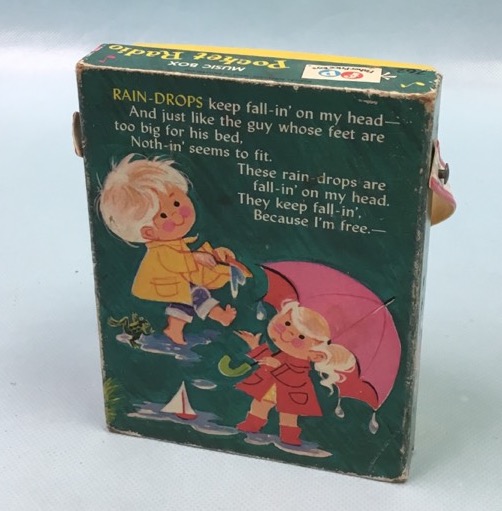 MUSIC BOX
Pocket Radio
FP
RAIN-DROPS keep fall-in' on my head—
And just like the guy whose feet are
too big for his bed,
Noth-in' seems to fit.
These rain-drops are
fall-in' on my head.
They keep fall-in'.
Because I'm free.—